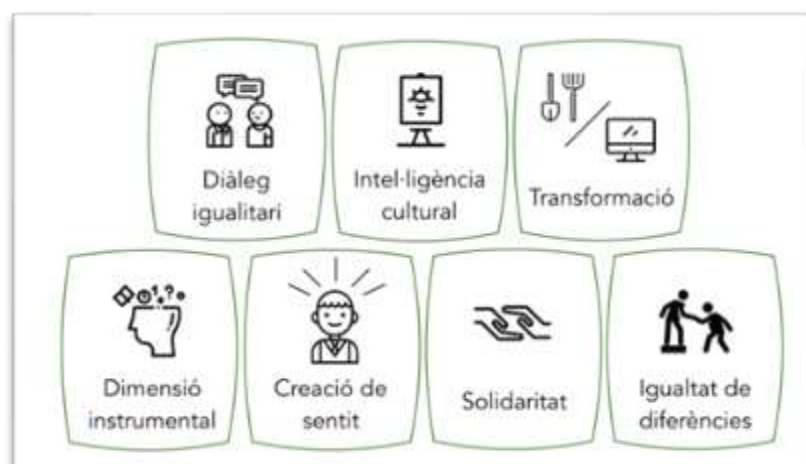 Diàleg
igualitari
Intel·ligència
cultural
Transformació
Dimensió
instrumental
Creació de
sentit
Solidaritat
Igualtat de
diferències